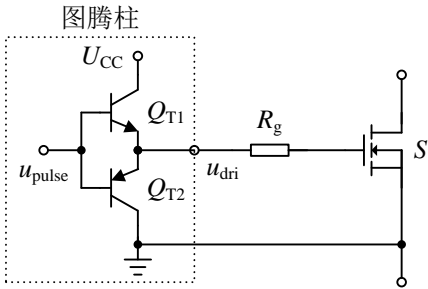 图腾柱
UCC
QT1
Rg
S
upulse
udri
QT2